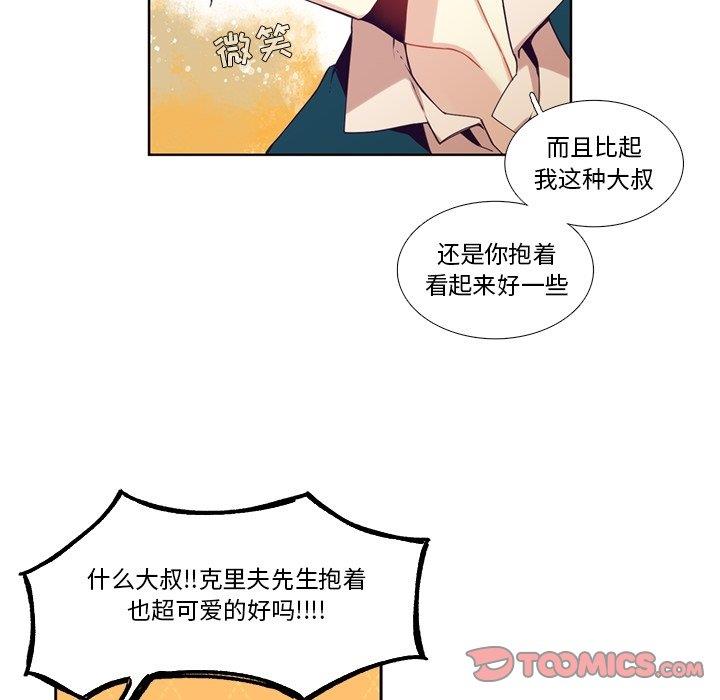 微笑
而且比起
我这种大叔
还是你抱着
看起来好一些
什么大叔!!克里夫先生抱着
也超可爱的好吗!!!!
TOOMICS.COM